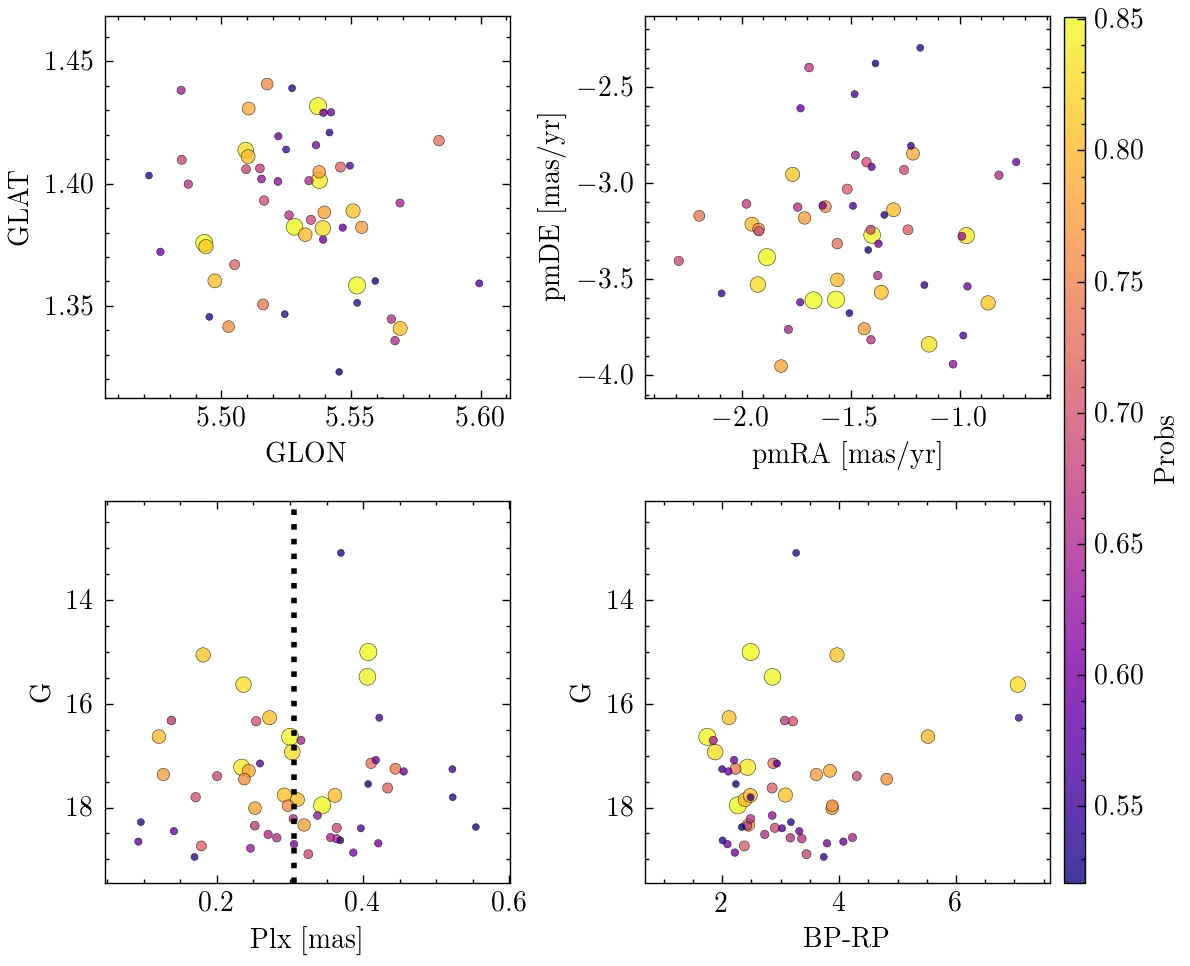 1.45
1.40
1.35
GLAT
5.50 5.55 5.60
GLON
−2.5
−3.0
−3.5
−4.0
pmDE [mas/yr]
−2.0 −1.5 −1.0
pmRA [mas/yr]
0.85
0.80
0.75
0.70
0.65
0.60
0.55
Probs
14
16
18
G
0.2 0.4 0.6
Plx [mas]
14
16
18
G
2 4 6
BP-RP